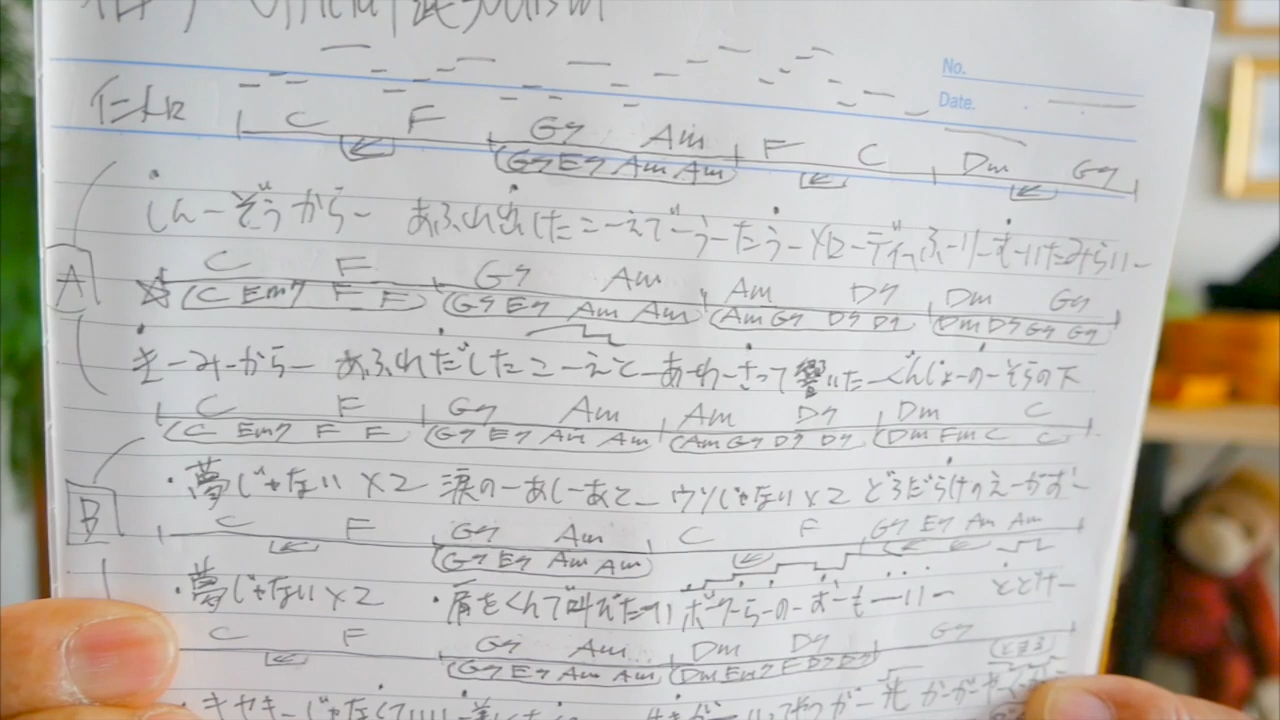 Official
No.
Date.
C F G7 Am F C Dm G7
G7 E7 Am Am
しんーぞうからー あふれ出したこーえでーうーたうーメロディーふーりーむーいたみらいー
A
C F G7 Am Am D7 Dm G7
☆ C Em7 F F G7 E7 Am Am Am G7 D7 D7 Dm D7 G7 G7
きーみーからー あふれだしたこーえとーあわーさって響いたーぐんじょーのーそらの下
C F G7 Am Am D7 Dm C
C Em7 F F G7 E7 Am Am Am G7 D7 D7 Dm Fm C C
B
・夢じゃない×2 涙のーあしーあとーウソじゃない×2 どろだらけのえーがおー
C F G7 Am C F G7 E7 Am Am
G7 E7 Am Am
・夢じゃない×2 ・肩をくんで叫びたーいボークーらーのーおーもーいー とどけー
C F G7 Am Dm D7 G7
G7 E7 Am Am Dm Em7 F D7 D7 とまる